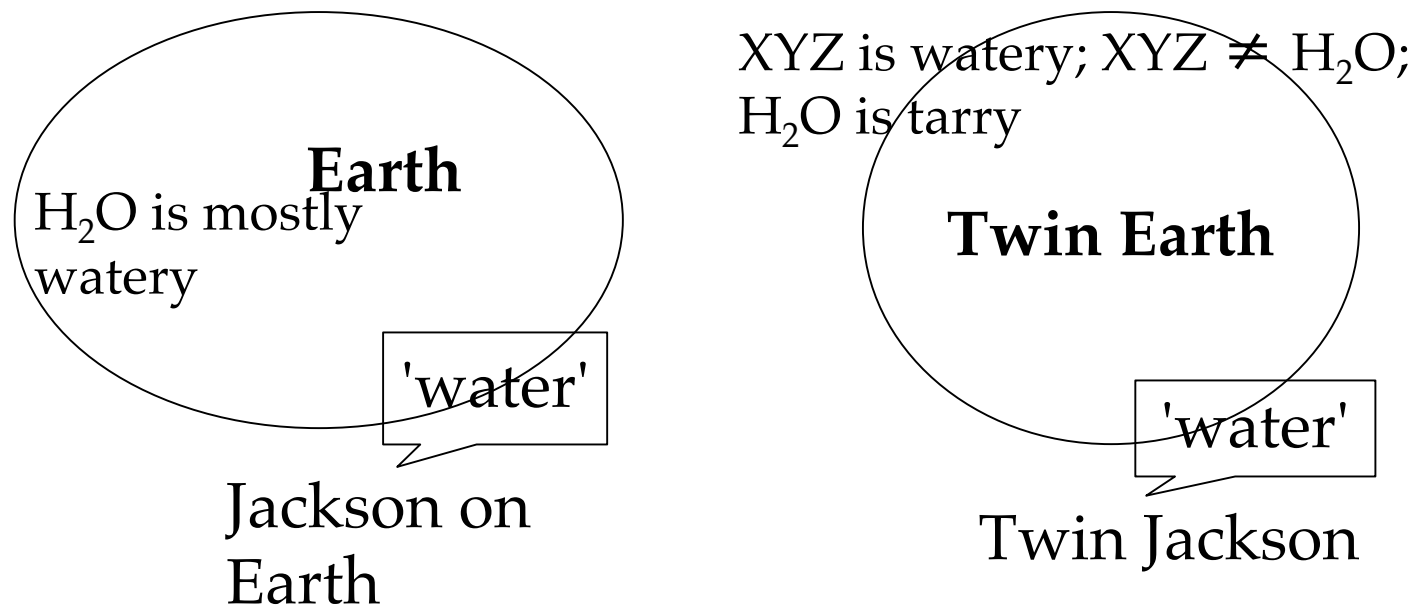 Earth
H₂O is mostly
watery
'water'
Jackson on
Earth
XYZ is watery; XYZ ≠ H₂O;
H₂O is tarry
Twin Earth
'water'
Twin Jackson